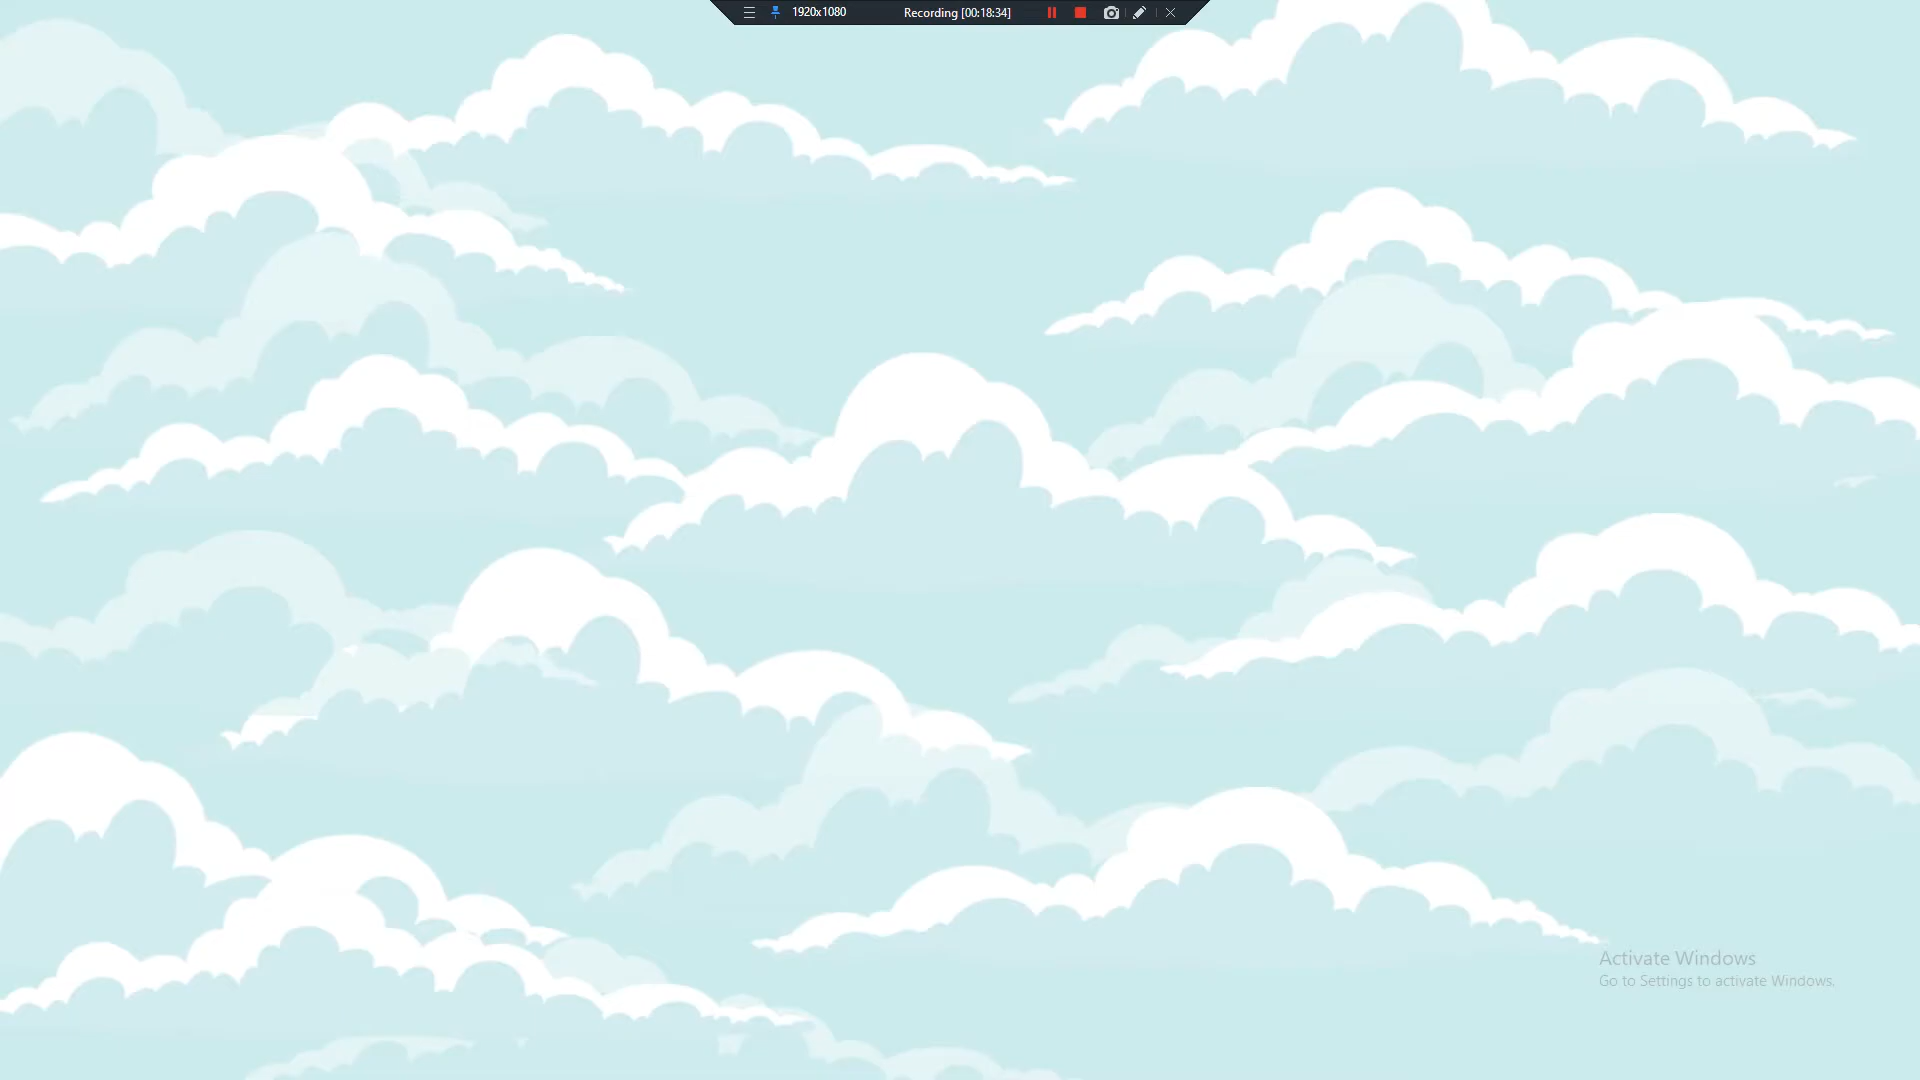 1920x1080 Recording [00:18:34]
Activate Windows
Go to Settings to activate Windows.